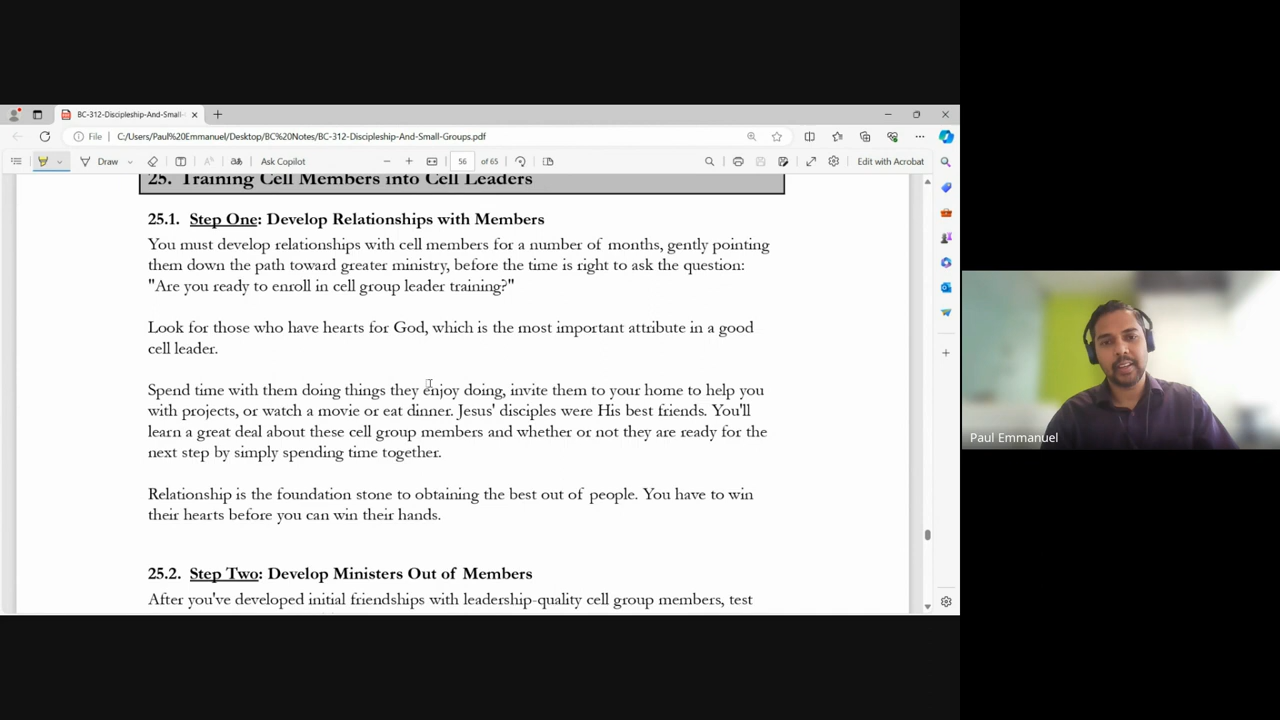 BC-312-Discipleship-And-Small-
File
C:/Users/Paul%20Emmanuel/Desktop/BC%20Notes/BC-312-Discipleship-And-Small-Groups.pdf
Draw
Ask Copilot
56 of 65
Edit with Acrobat
25. Training Cell Members into Cell Leaders
25.1. Step One: Develop Relationships with Members
You must develop relationships with cell members for a number of months, gently pointing
them down the path toward greater ministry, before the time is right to ask the question:
"Are you ready to enroll in cell group leader training?"
Look for those who have hearts for God, which is the most important attribute in a good
cell leader.
Spend time with them doing things they enjoy doing, invite them to your home to help you
with projects, or watch a movie or eat dinner. Jesus' disciples were His best friends. You'll
learn a great deal about these cell group members and whether or not they are ready for the
next step by simply spending time together.
Relationship is the foundation stone to obtaining the best out of people. You have to win
their hearts before you can win their hands.
25.2. Step Two: Develop Ministers Out of Members
After you've developed initial friendships with leadership-quality cell group members, test
Paul Emmanuel